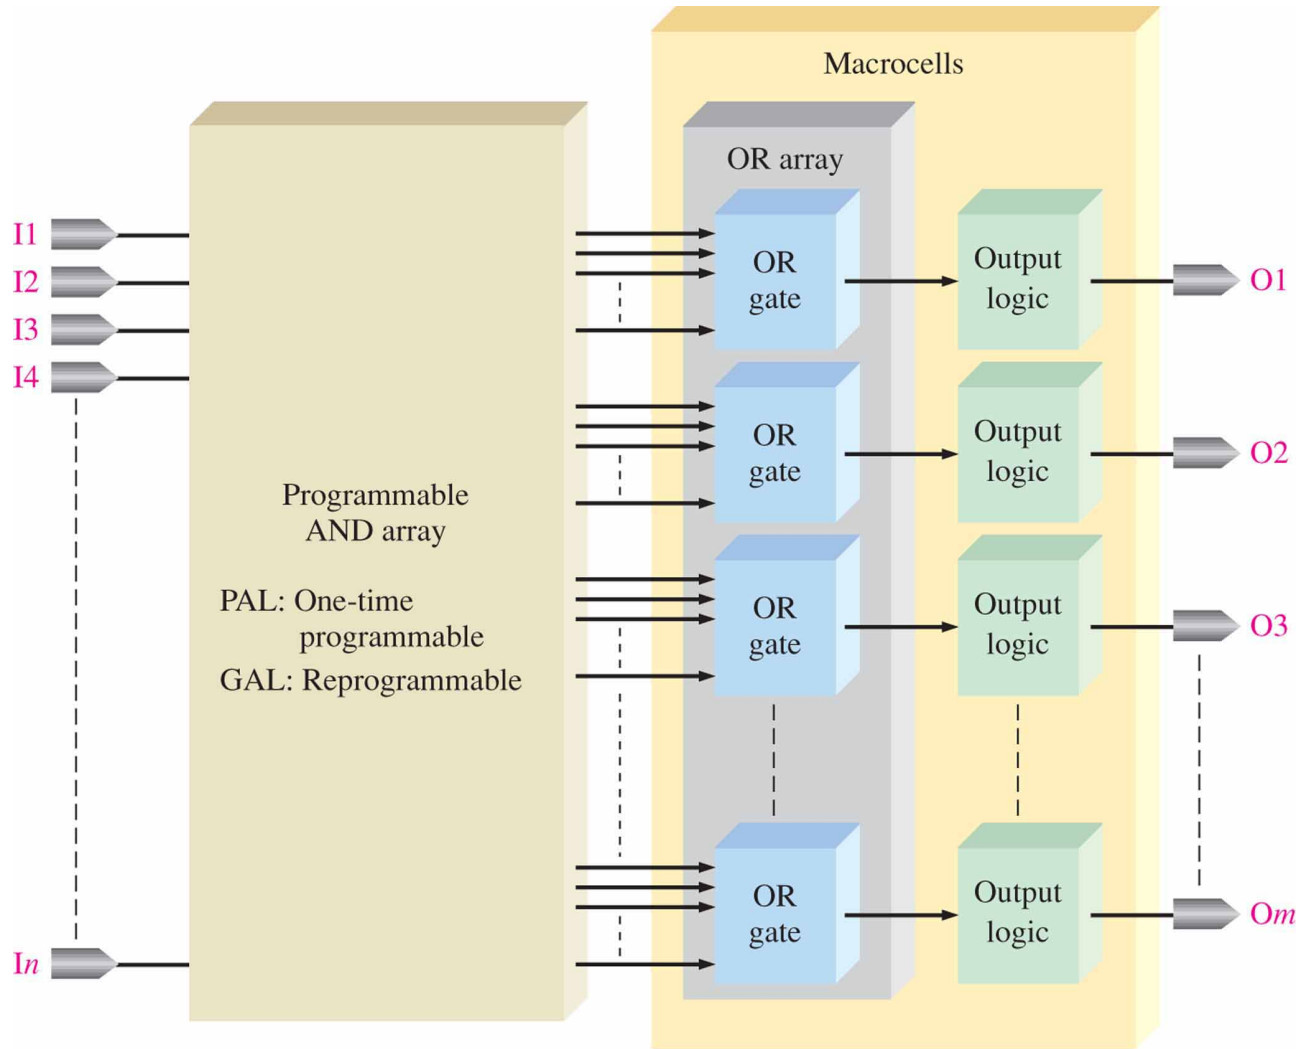 Macrocells
OR array
I1
I2
I3
I4
In
Programmable
AND array
PAL: One-time
programmable
GAL: Reprogrammable
OR
gate
Output
logic
O1
OR
gate
Output
logic
O2
OR
gate
Output
logic
O3
OR
gate
Output
logic
Om